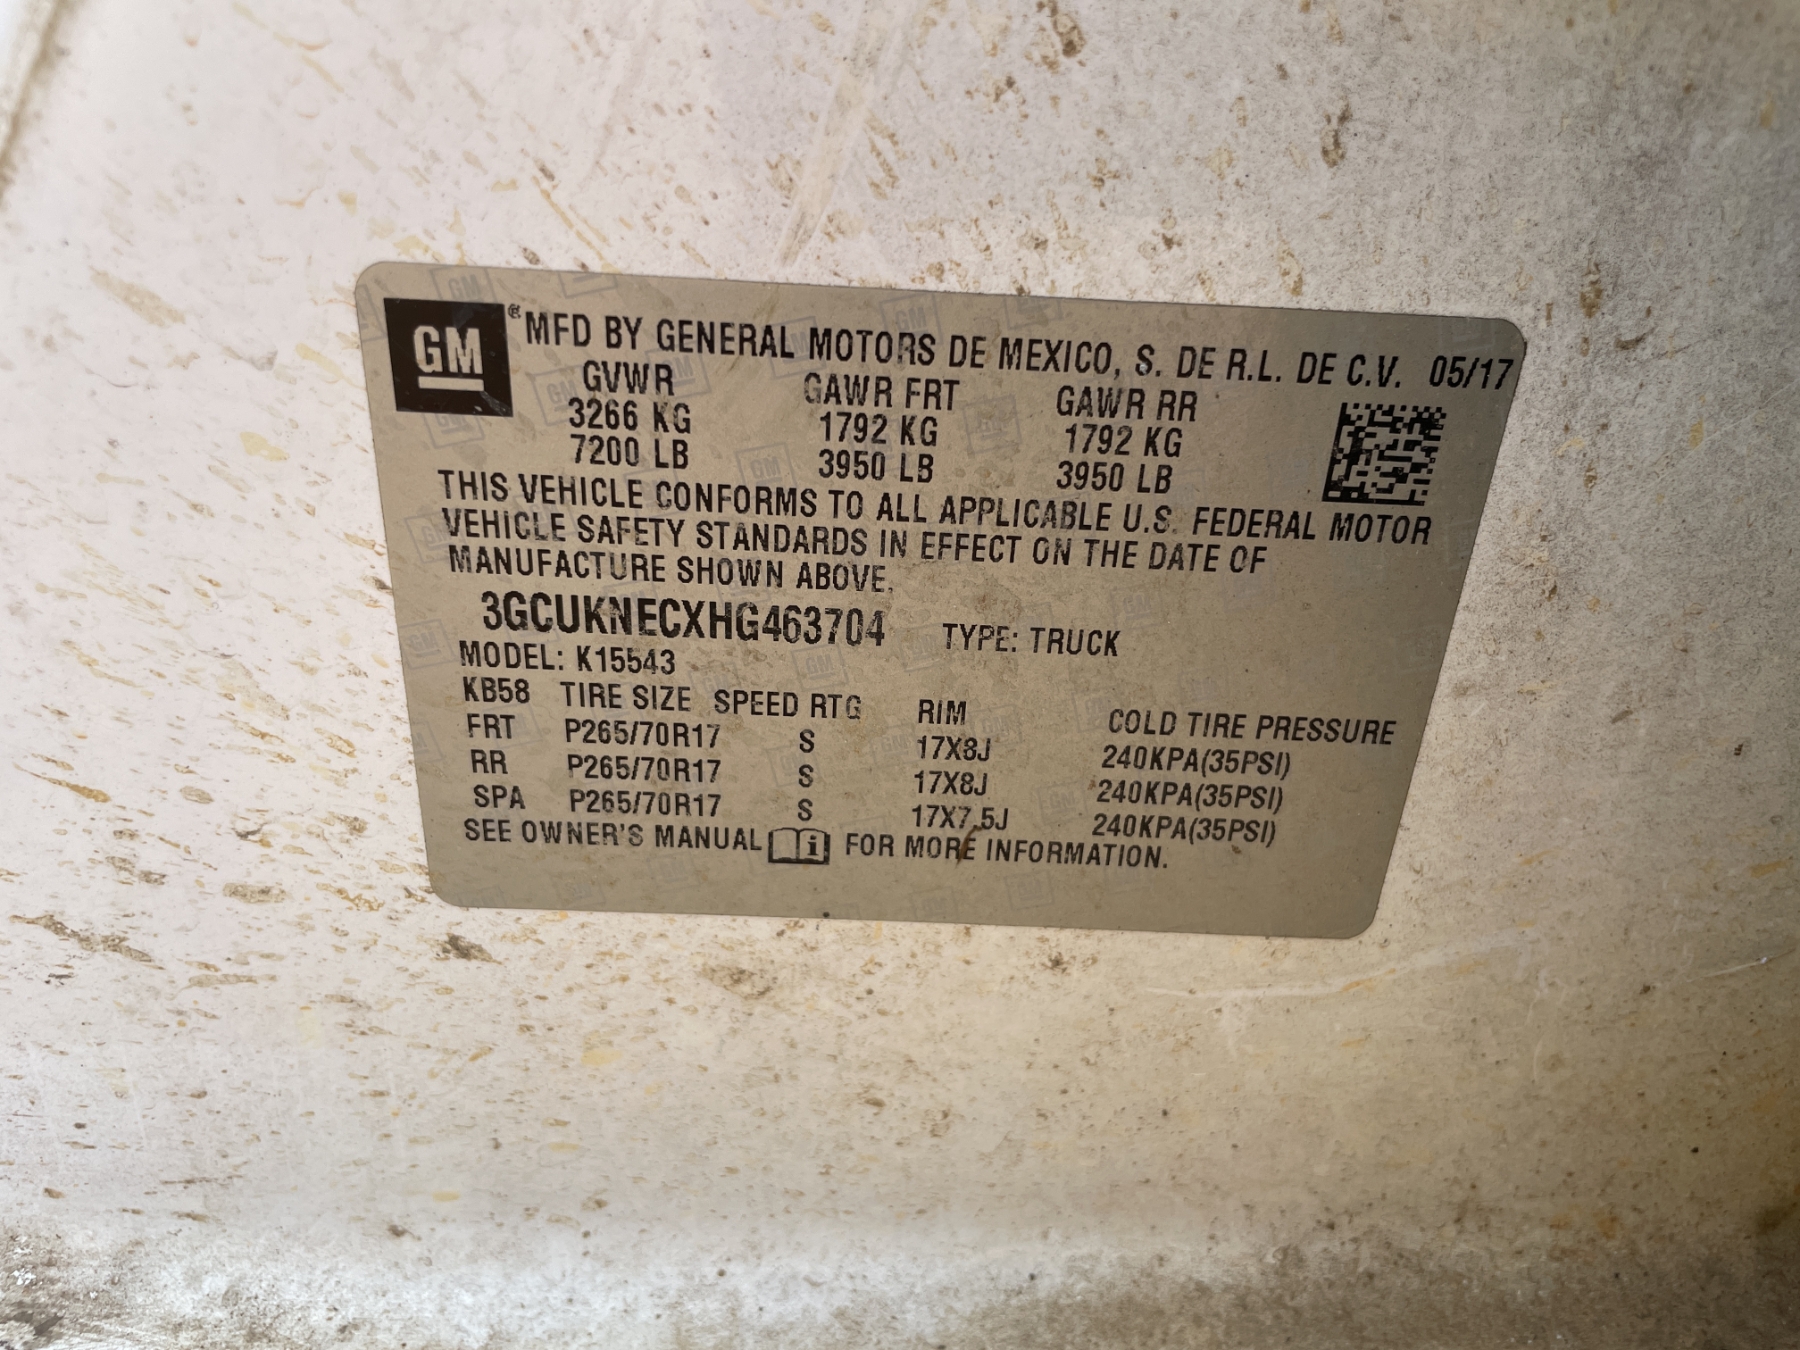 GM ® MFD BY GENERAL MOTORS DE MEXICO, S. DE R.L. DE C.V. 05/17
GVWR GAWR FRT GAWR RR
3266 KG 1792 KG 1792 KG
7200 LB 3950 LB 3950 LB
THIS VEHICLE CONFORMS TO ALL APPLICABLE U.S. FEDERAL MOTOR
VEHICLE SAFETY STANDARDS IN EFFECT ON THE DATE OF
MANUFACTURE SHOWN ABOVE.
3GCUKNECXHG463704 TYPE: TRUCK
MODEL: K15543
KB58 TIRE SIZE SPEED RTG RIM COLD TIRE PRESSURE
FRT P265/70R17 S 17X8J 240KPA(35PSI)
RR P265/70R17 S 17X8J 240KPA(35PSI)
SPA P265/70R17 S 17X7.5J 240KPA(35PSI)
SEE OWNER'S MANUAL i FOR MORE INFORMATION.